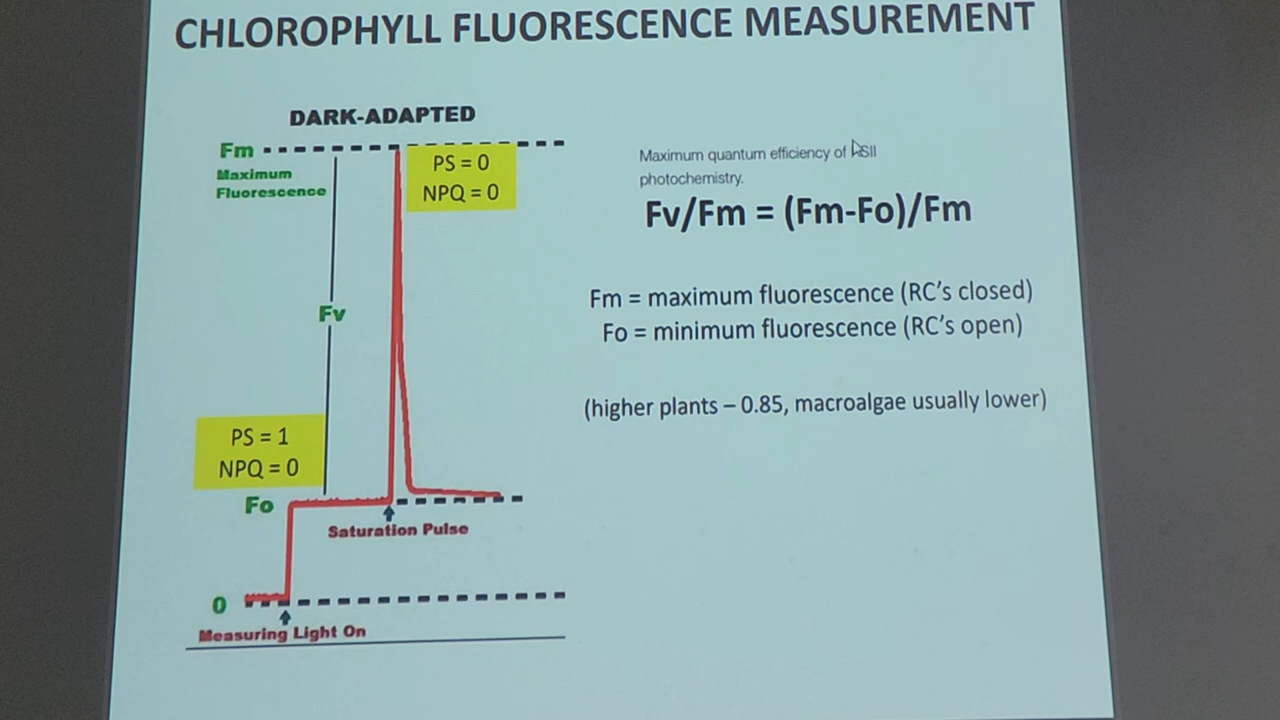 CHLOROPHYLL FLUORESCENCE MEASUREMENT
DARK-ADAPTED
Fm
Maximum
Fluorescence
PS = 0
NPQ = 0
Fv
PS = 1
NPQ = 0
Fo
Saturation Pulse
0
Measuring Light On
Maximum quantum efficiency of PSII
photochemistry.
Fv/Fm = (Fm-Fo)/Fm
Fm = maximum fluorescence (RC's closed)
Fo = minimum fluorescence (RC's open)
(higher plants – 0.85, macroalgae usually lower)